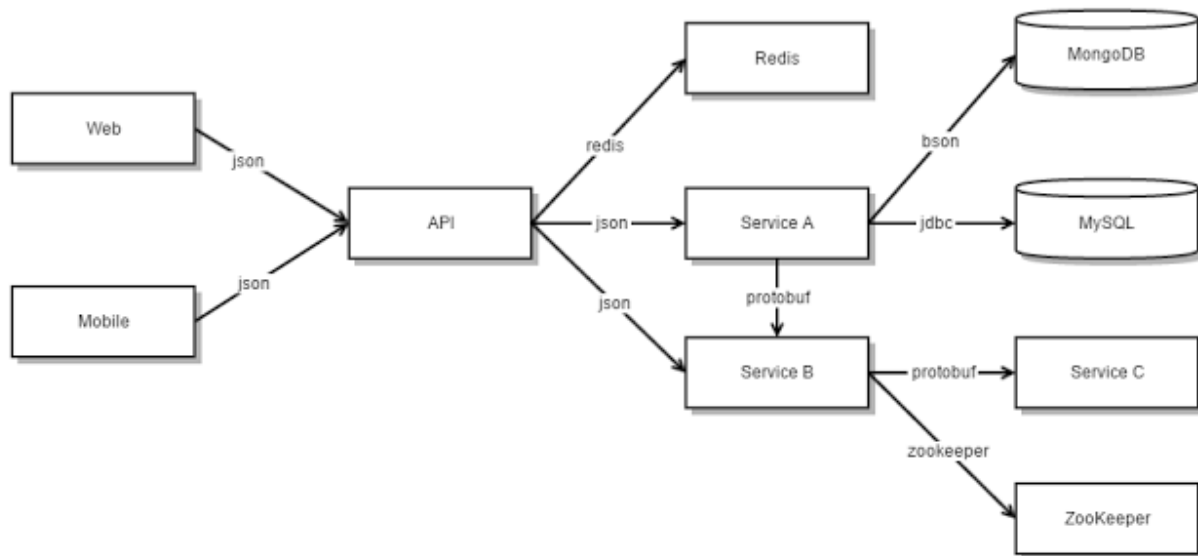 Redis
MongoDB
Web
json
redis
bson
API
json
Service A
jdbc
MySQL
json
Mobile
json
protobuf
Service B
protobuf
Service C
zookeeper
ZooKeeper